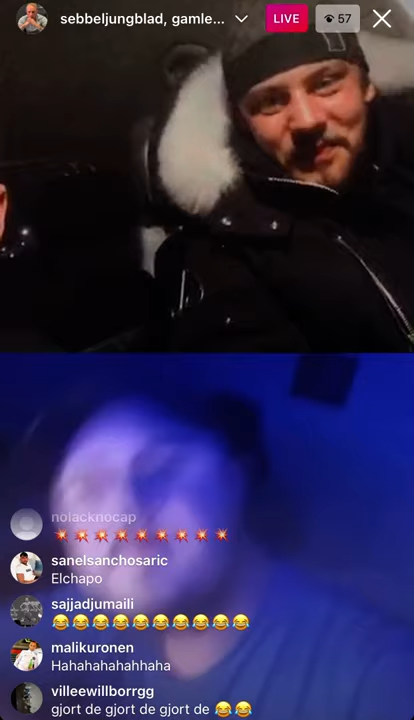 sebbeljungblad, gamle...
LIVE
57
nolacknocap
💥💥💥💥💥💥💥💥💥
sanelsanchosaric
Elchapo
sajjadjumaili
😂😂😂😂😂😂😂😂😂😂
malikuronen
Hahahahahahhaha
villeewillborrgg
gjort de gjort de gjort de 😂😂